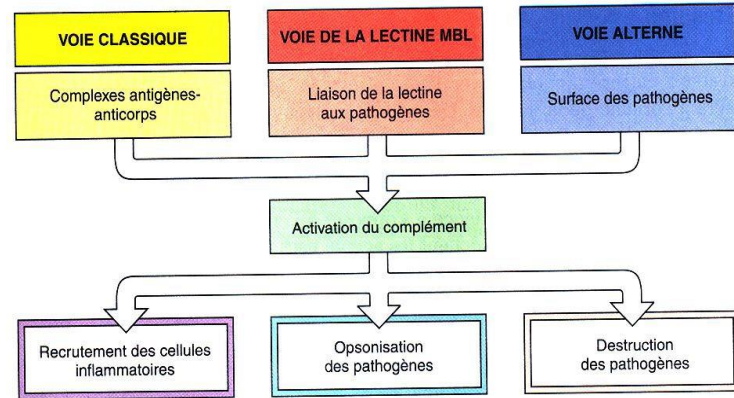 VOIE CLASSIQUE
VOIE DE LA LECTINE MBL
VOIE ALTERNE
Complexes antigènes-
anticorps
Liaison de la lectine
aux pathogènes
Surface des pathogènes
Activation du complément
Recrutement des cellules
inflammatoires
Opsonisation
des pathogènes
Destruction
des pathogènes